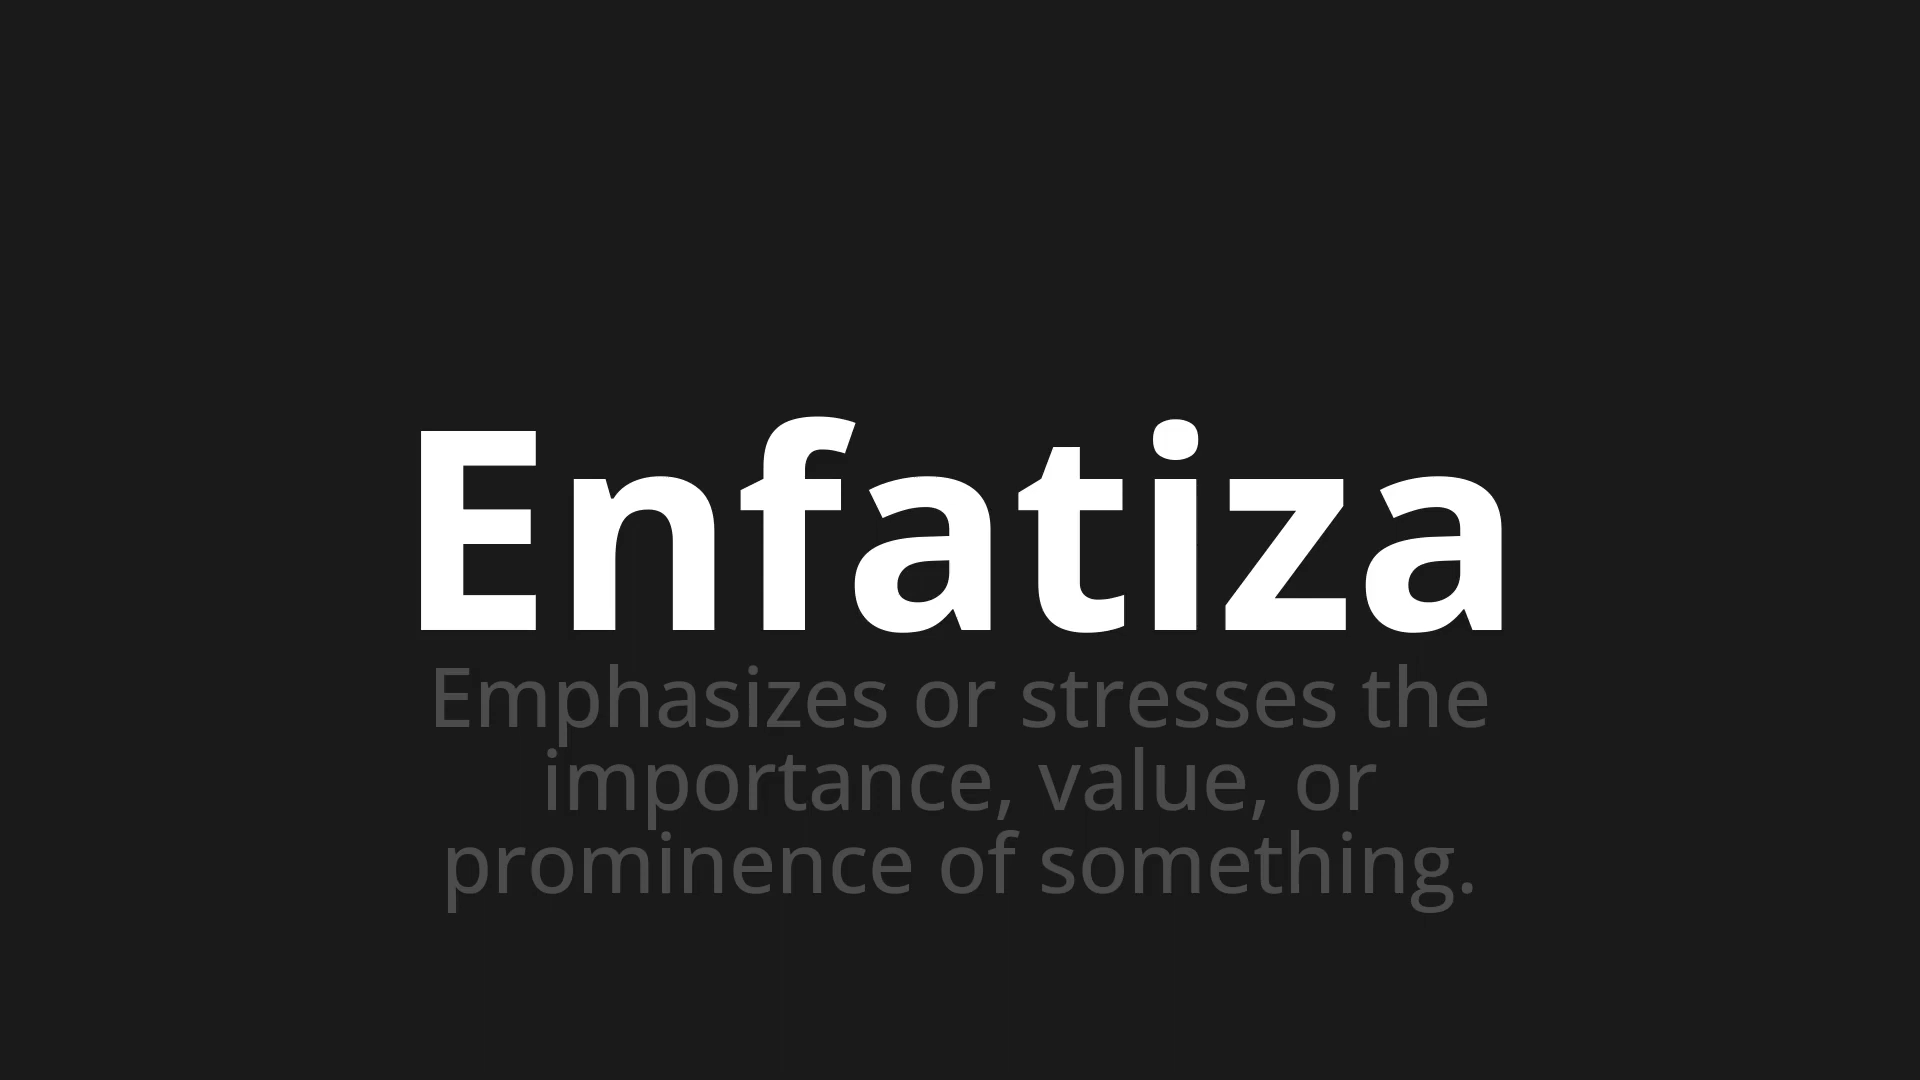 Enfatiza
Emphasizes or stresses the
importance, value, or
prominence of something.